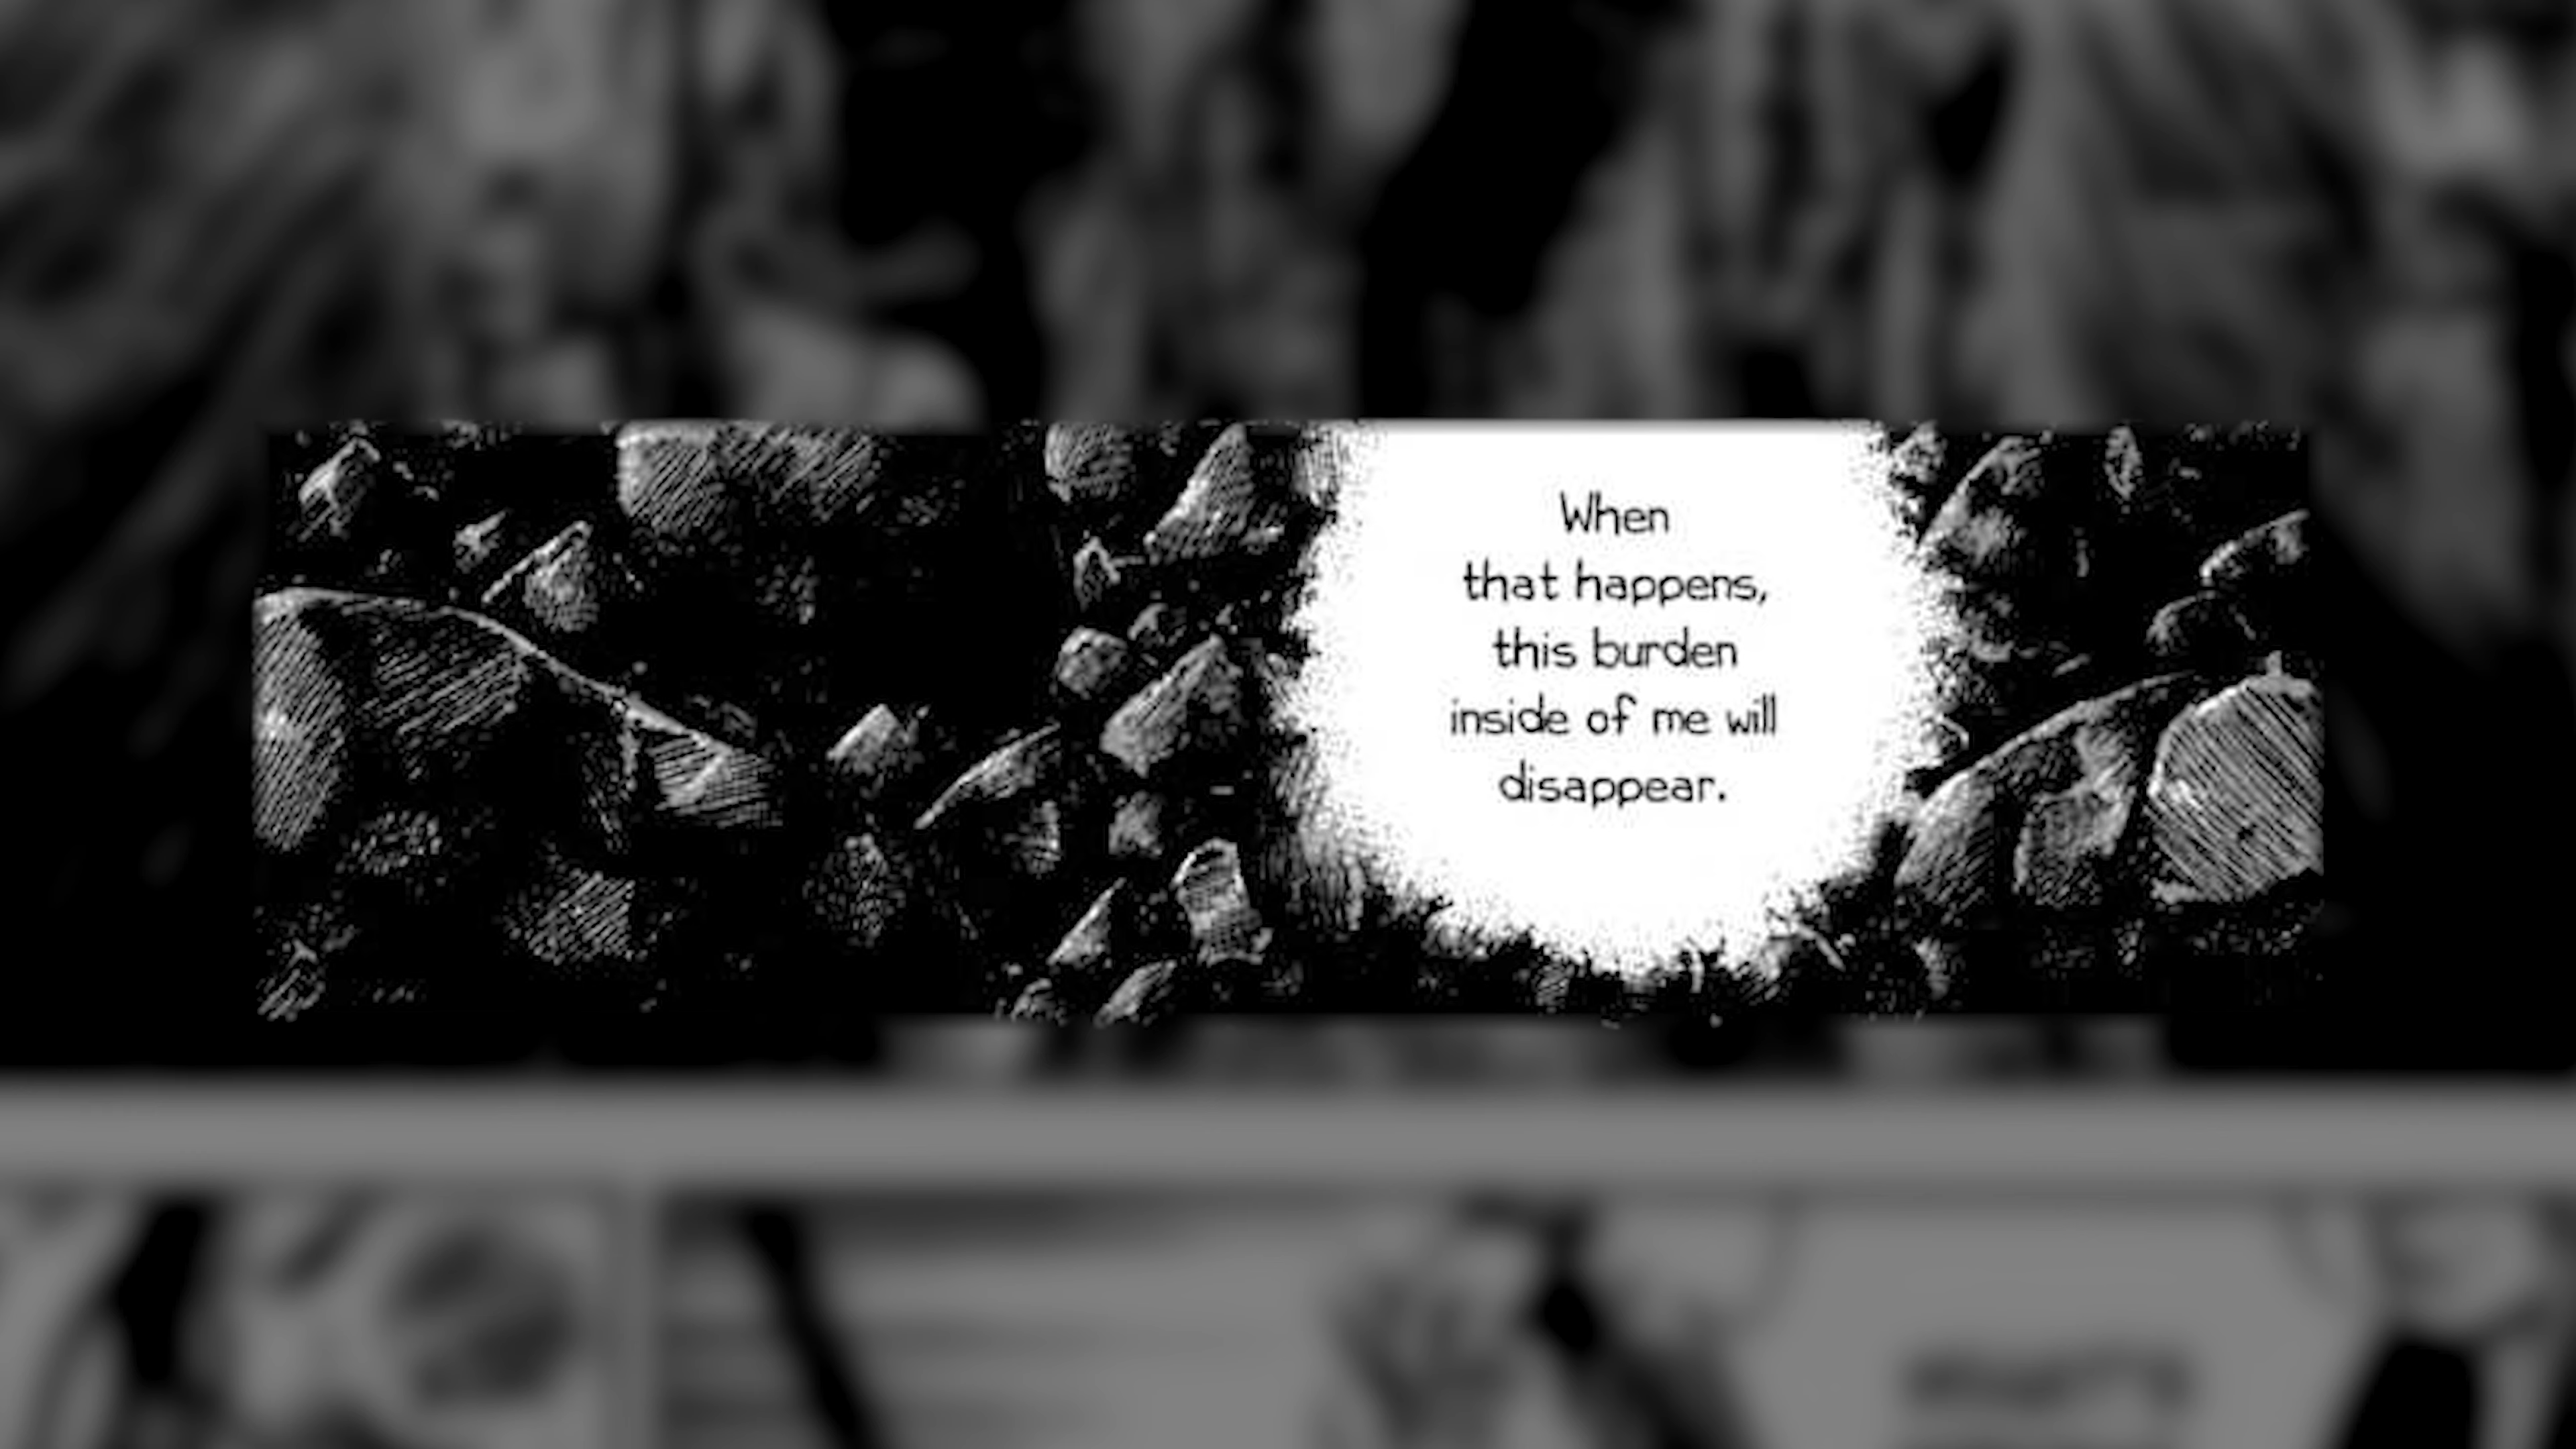 When
that happens,
this burden
inside of me will
disappear.